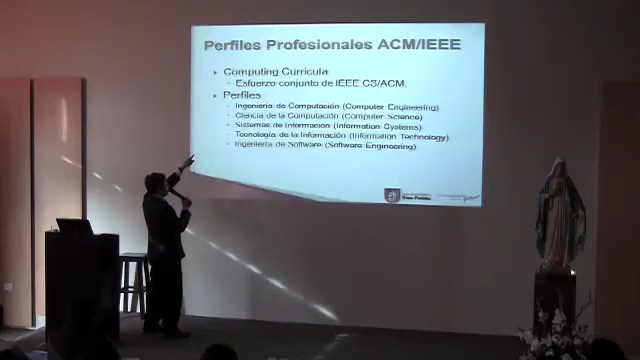 Perfiles Profesionales ACM/IEEE
Computing Curricula
Esfuerzo conjunto de IEEE CS/ACM.
Perfiles
Ingeniería de Computación (Computer Engineering)
Ciencia de la Computación (Computer Science)
Sistemas de Información (Information Systems)
Tecnología de la Información (Information Technology)
Ingeniería de Software (Software Engineering)
San Pablo